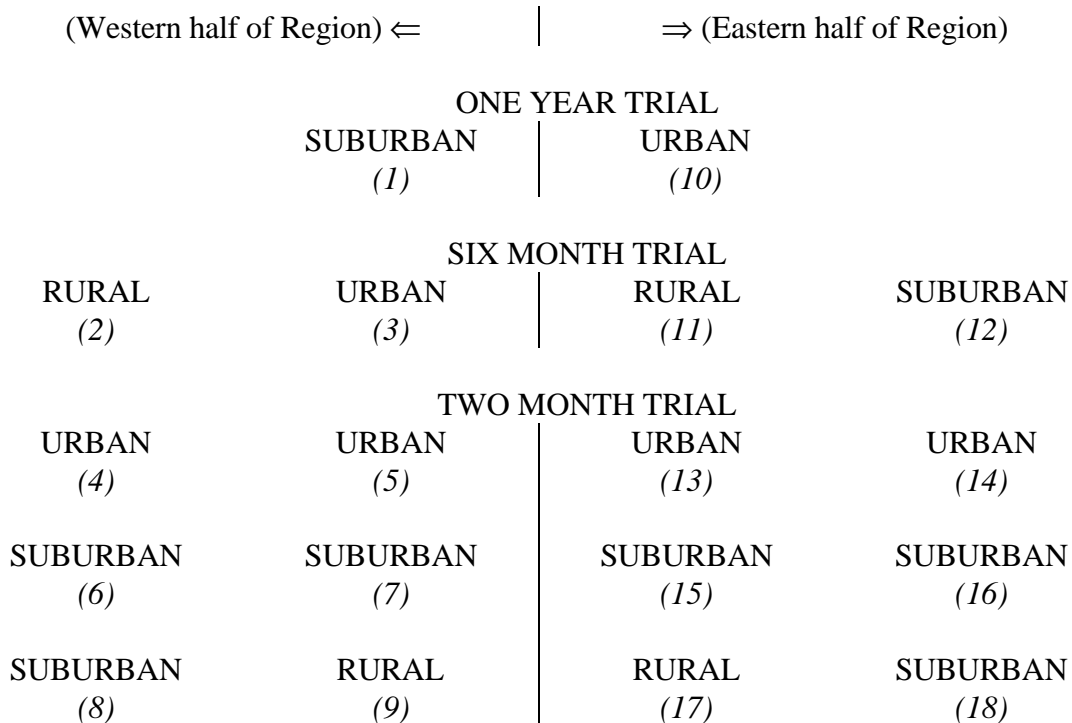 (Western half of Region) ⇐ ⇒ (Eastern half of Region)
ONE YEAR TRIAL
SUBURBAN URBAN
(1) (10)
SIX MONTH TRIAL
RURAL URBAN RURAL SUBURBAN
(2) (3) (11) (12)
TWO MONTH TRIAL
URBAN URBAN URBAN URBAN
(4) (5) (13) (14)
SUBURBAN SUBURBAN SUBURBAN SUBURBAN
(6) (7) (15) (16)
SUBURBAN RURAL RURAL SUBURBAN
(8) (9) (17) (18)